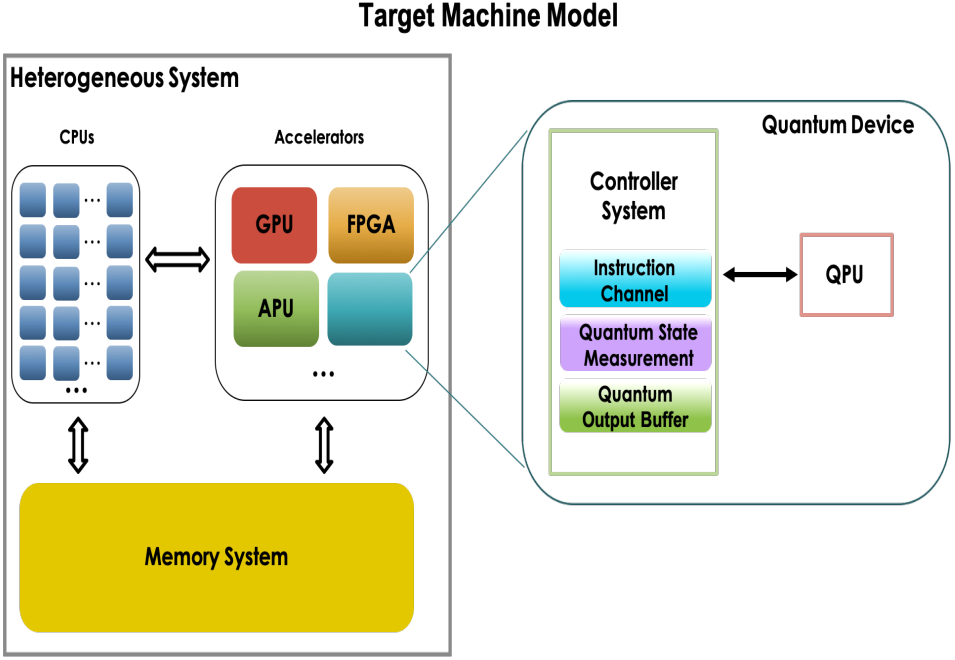 Target Machine Model
Heterogeneous System
CPUs
Accelerators
GPU
FPGA
APU
...
...
...
...
...
...
...
Memory System
Quantum Device
Controller
System
Instruction
Channel
Quantum State
Measurement
Quantum
Output Buffer
QPU